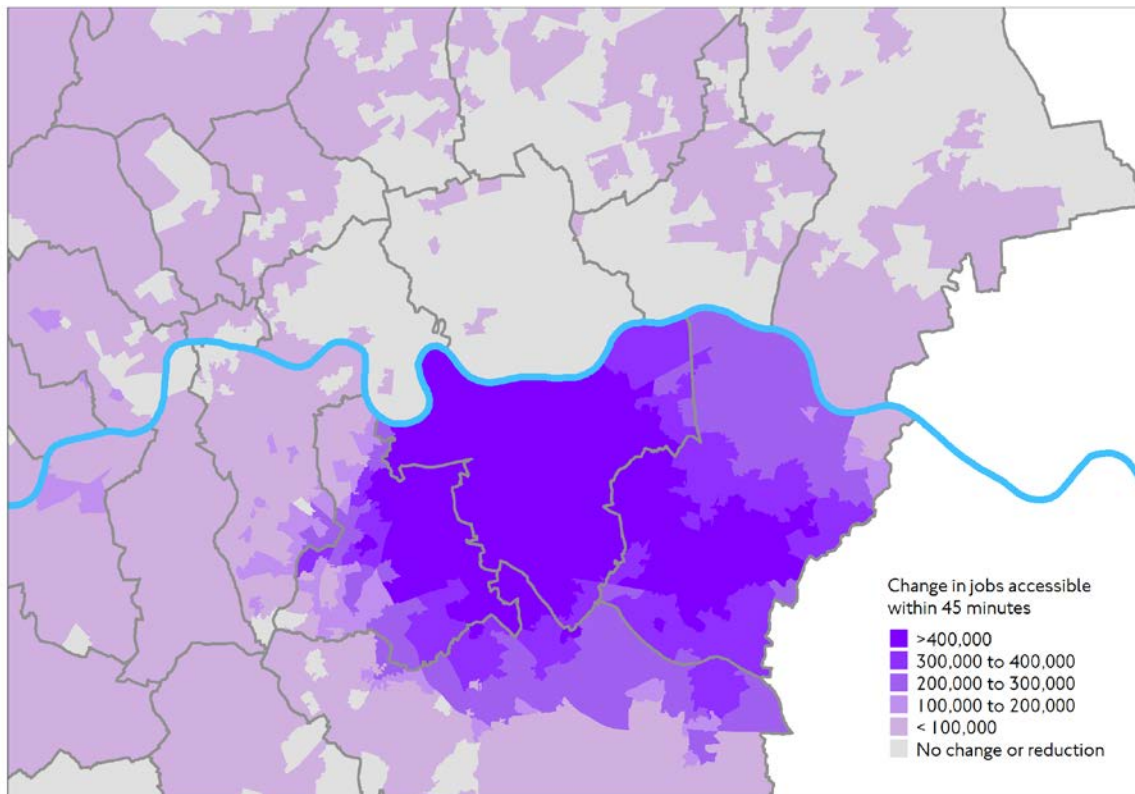 Change in jobs accessible
within 45 minutes
>400,000
300,000 to 400,000
200,000 to 300,000
100,000 to 200,000
< 100,000
No change or reduction